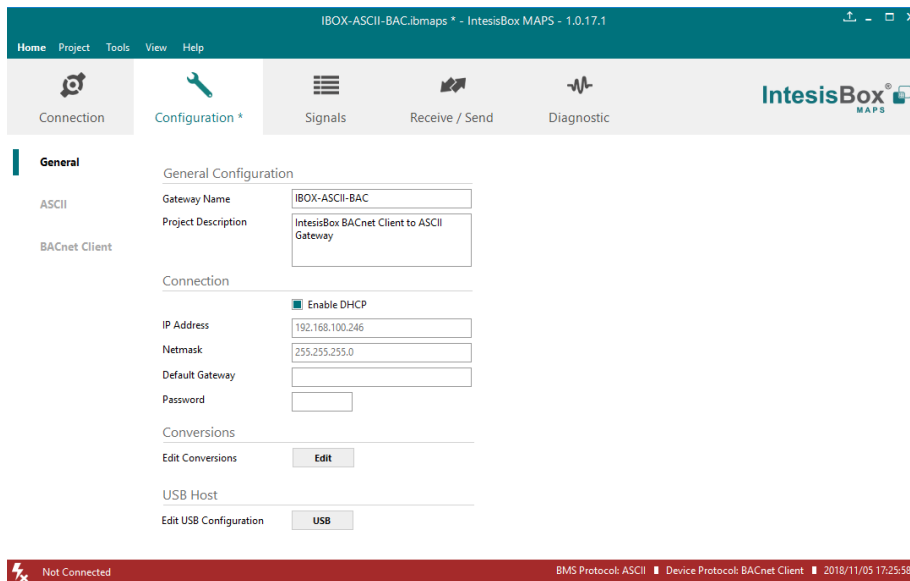 IBOX-ASCII-BAC.ibmaps * - IntesisBox MAPS - 1.0.17.1
Home Project Tools View Help
Connection Configuration * Signals Receive / Send Diagnostic
IntesisBox®
MAPS
General
ASCII
BACnet Client
General Configuration
Gateway Name IBOX-ASCII-BAC
Project Description IntesisBox BACnet Client to ASCII
Gateway
Connection
Enable DHCP
IP Address 192.168.100.246
Netmask 255.255.255.0
Default Gateway
Password
Conversions
Edit Conversions Edit
USB Host
Edit USB Configuration USB
Not Connected BMS Protocol: ASCII Device Protocol: BACnet Client 2018/11/05 17:25:58